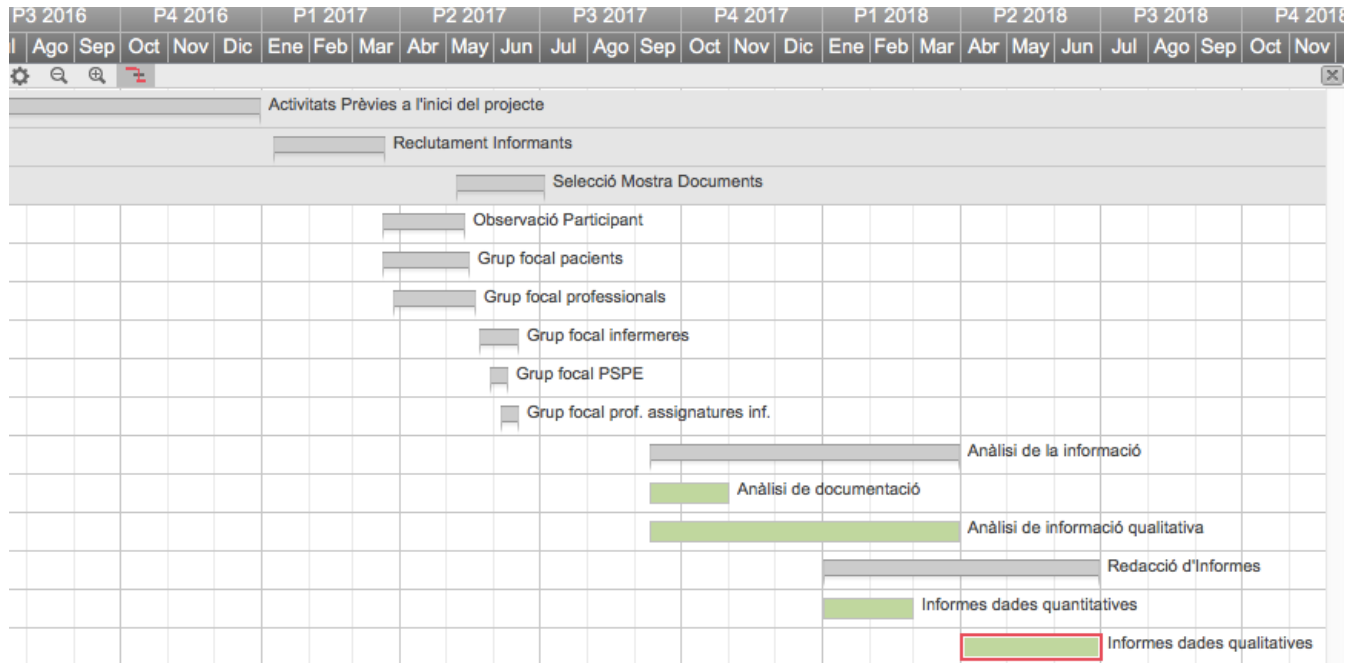 P3 2016 P4 2016 P1 2017 P2 2017 P3 2017 P4 2017 P1 2018 P2 2018 P3 2018 P4 2018
Ago Sep Oct Nov Dic Ene Feb Mar Abr May Jun Jul Ago Sep Oct Nov Dic Ene Feb Mar Abr May Jun Jul Ago Sep Oct Nov
Activitats Prèvies a l'inici del projecte
Reclutament Informants
Selecció Mostra Documents
Observació Participant
Grup focal pacients
Grup focal professionals
Grup focal infermeres
Grup focal PSPE
Grup focal prof. assignatures inf.
Anàlisi de la informació
Anàlisi de documentació
Anàlisi de informació qualitativa
Redacció d'Informes
Informes dades quantitatives
Informes dades qualitatives